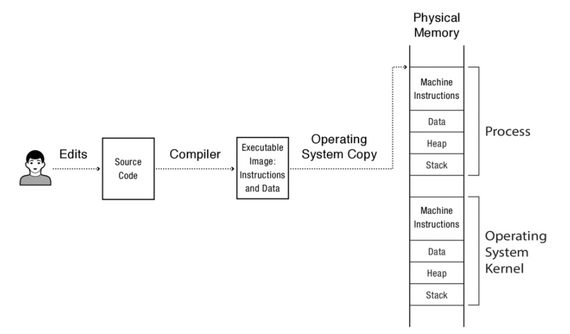 Physical
Memory
Edits
Source
Code
Compiler
Executable
Image:
Instructions
and Data
Operating
System Copy
Machine
Instructions
Data
Heap
Stack
Process
Machine
Instructions
Data
Heap
Stack
Operating
System
Kernel